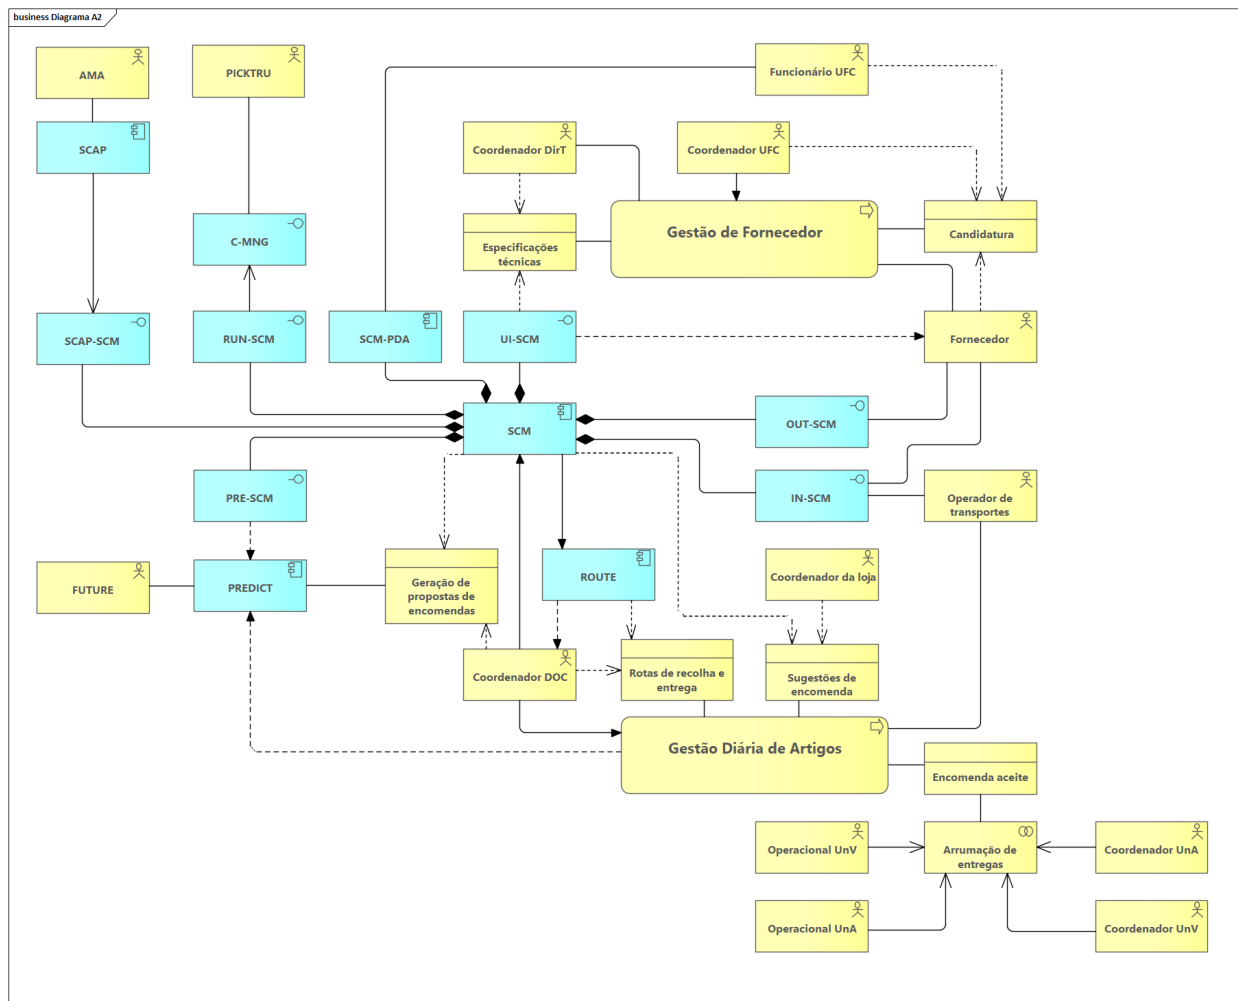 business Diagrama A2
AMA
PICKTRU
Funcionário UFC
SCAP
Coordenador DirT
Coordenador UFC
C-MNG
Especificações
técnicas
Gestão de Fornecedor
Candidatura
SCAP-SCM
RUN-SCM
SCM-PDA
UI-SCM
Fornecedor
SCM
OUT-SCM
PRE-SCM
IN-SCM
Operador de
transportes
FUTURE
PREDICT
Geração de
propostas de
encomendas
ROUTE
Coordenador da loja
Coordenador DOC
Rotas de recolha e
entrega
Sugestões de
encomenda
Gestão Diária de Artigos
Encomenda aceite
Operacional UnV
Arrumação de
entregas
Coordenador UnA
Operacional UnA
Coordenador UnV